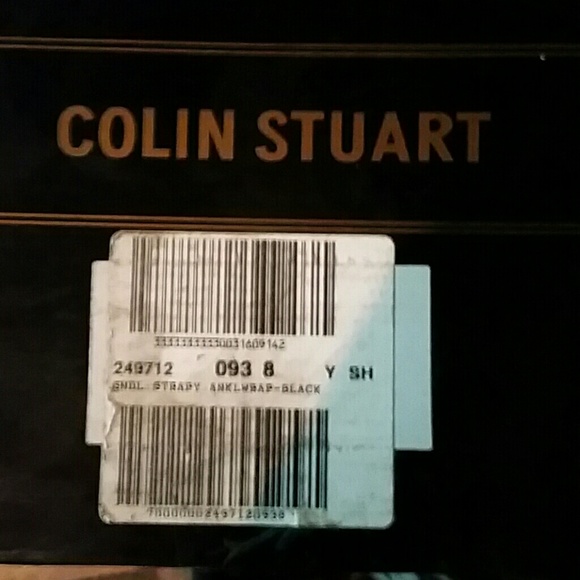 COLIN STUART
249712 093 8 Y SH
SNDL STRAPY ANKLWRAP-BLACK